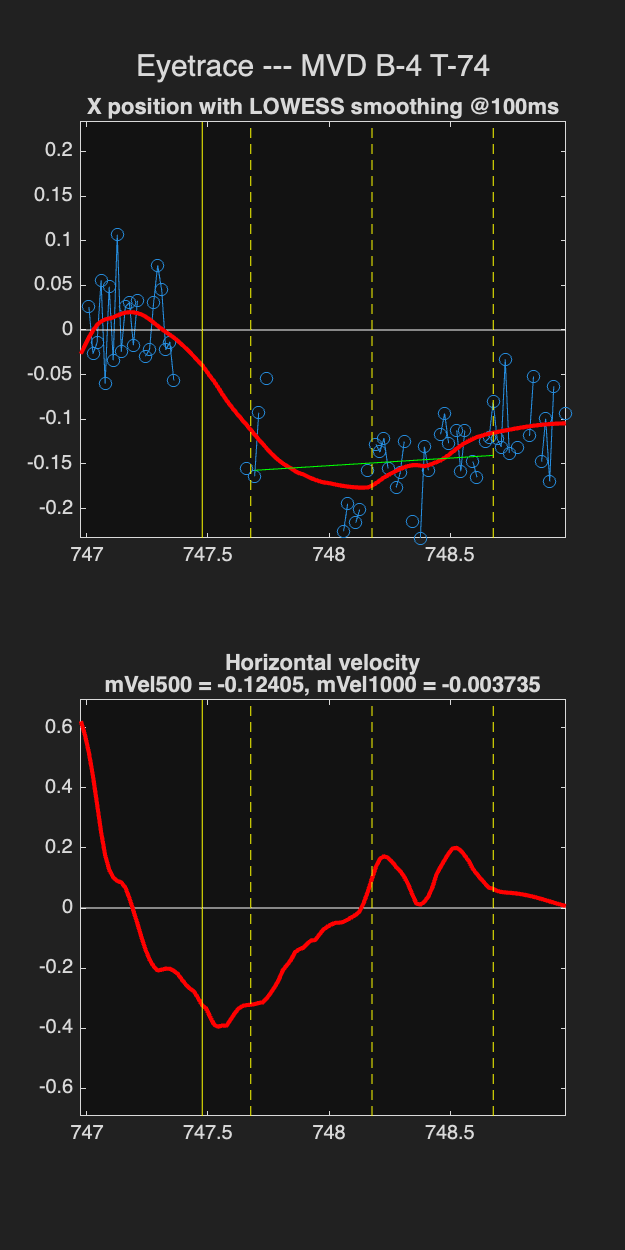 Eyetrace --- MVD B-4 T-74
X position with LOWESS smoothing @100ms
0.2
0.15
0.1
0.05
0
-0.05
-0.1
-0.15
-0.2
747 747.5 748 748.5
Horizontal velocity
mVel500 = -0.12405, mVel1000 = -0.003735
0.6
0.4
0.2
0
-0.2
-0.4
-0.6
747 747.5 748 748.5